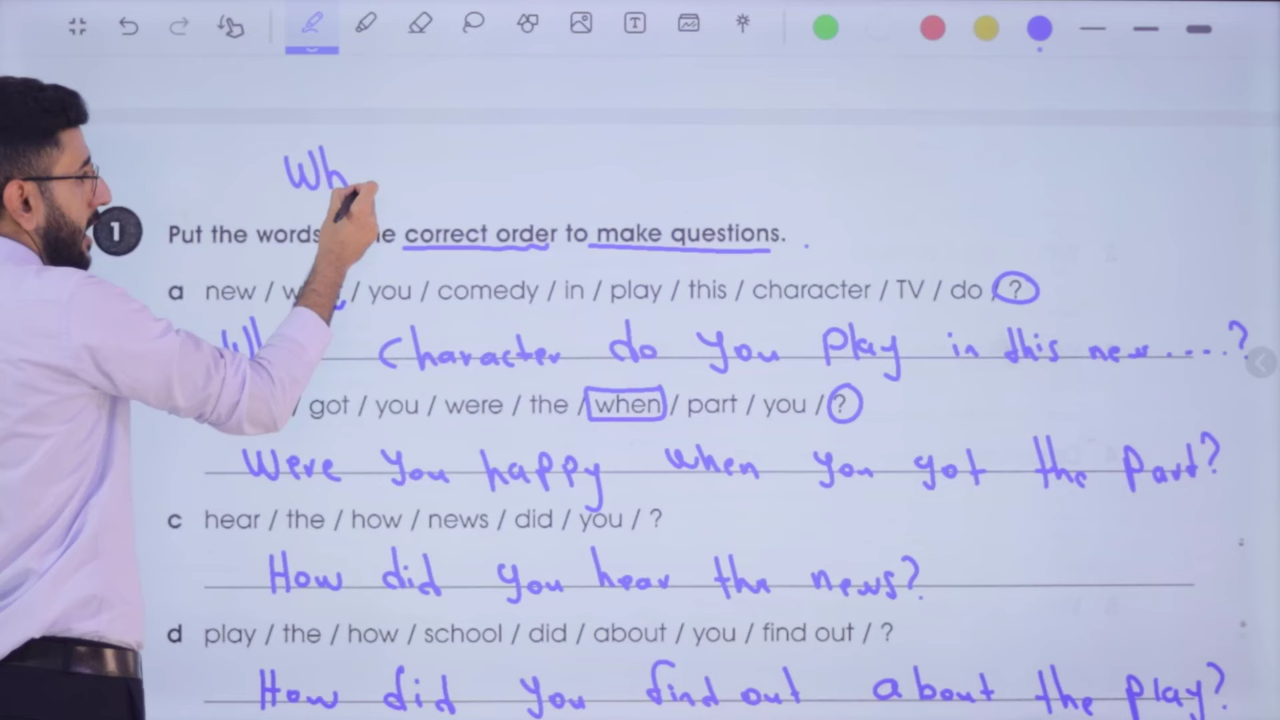 Wh
1 Put the words correct order to make questions.
a new / / you / comedy / in / play / this / character / TV / do / ?
Wh character do you play in this new....?
/ got / you / were / the / when / part / you / ?
Were you happy when you got the part?
c hear / the / how / news / did / you / ?
How did you hear the news?
d play / the / how / school / did / about / you / find out / ?
How did you find out about the play?